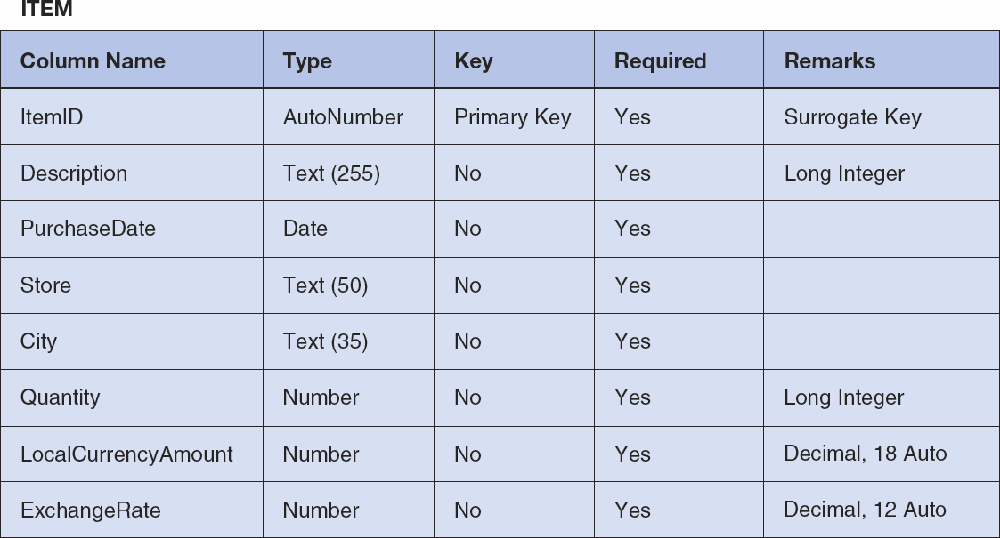 ITEM
Column Name Type Key Required Remarks
ItemID AutoNumber Primary Key Yes Surrogate Key
Description Text (255) No Yes Long Integer
PurchaseDate Date No Yes
Store Text (50) No Yes
City Text (35) No Yes
Quantity Number No Yes Long Integer
LocalCurrencyAmount Number No Yes Decimal, 18 Auto
ExchangeRate Number No Yes Decimal, 12 Auto